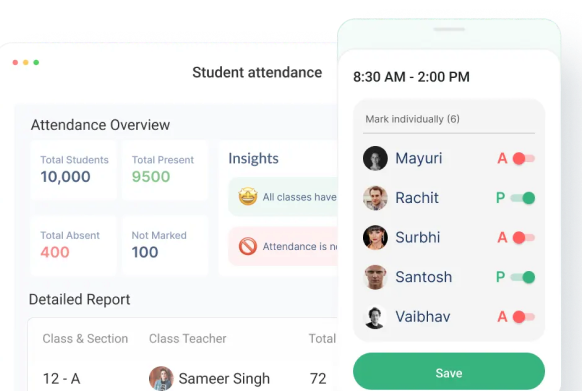 Student attendance
Attendance Overview
Total Students
10,000
Total Present
9500
Total Absent
400
Not Marked
100
Insights
All classes have
Attendance is
Detailed Report
Class & Section Class Teacher Total
12 - A Sameer Singh 72
8:30 AM - 2:00 PM
Mark individually (6)
Mayuri A
Rachit P
Surbhi A
Santosh P
Vaibhav A
Save